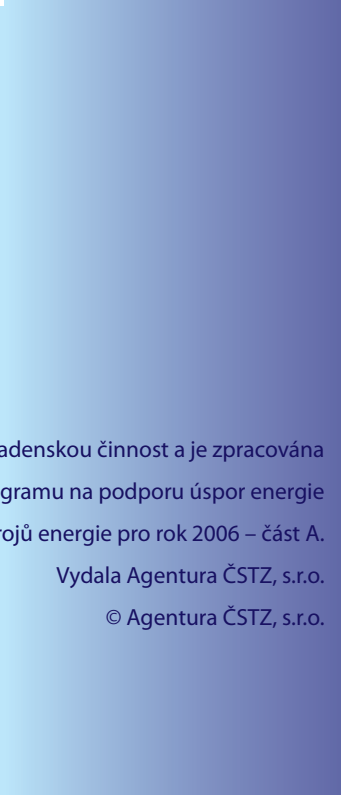 adenskou činnost a je zpracována
gramu na podporu úspor energie
rojů energie pro rok 2006 – část A.
Vydala Agentura ČSTZ, s.r.o.
© Agentura ČSTZ, s.r.o.